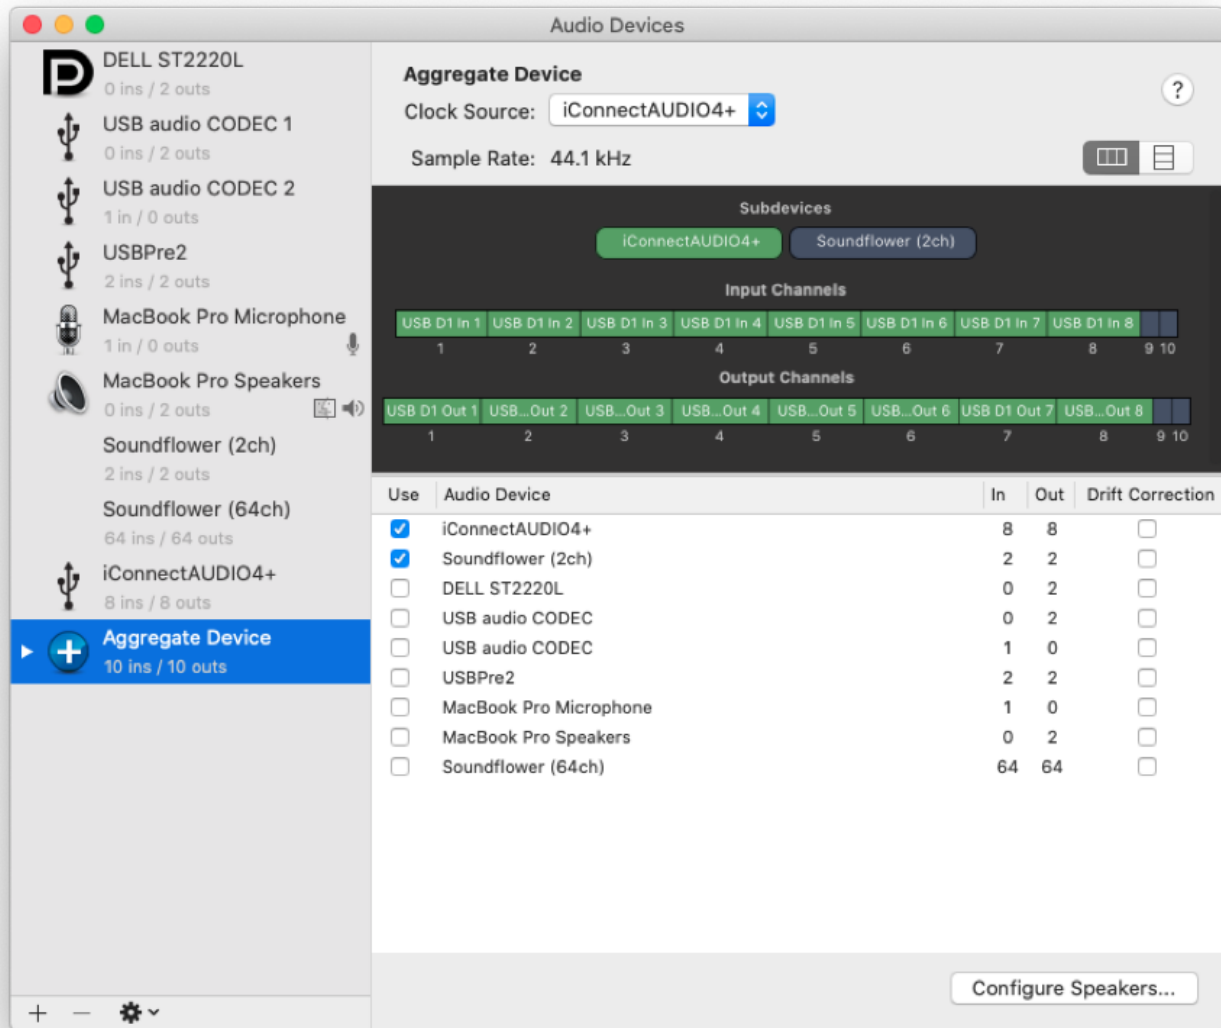 Audio Devices
DELL ST2220L
0 ins / 2 outs
USB audio CODEC 1
0 ins / 2 outs
USB audio CODEC 2
1 in / 0 outs
USBPre2
2 ins / 2 outs
MacBook Pro Microphone
1 in / 0 outs
MacBook Pro Speakers
0 ins / 2 outs
Soundflower (2ch)
2 ins / 2 outs
Soundflower (64ch)
64 ins / 64 outs
iConnectAUDIO4+
8 ins / 8 outs
Aggregate Device
10 ins / 10 outs
Aggregate Device
?
Clock Source: iConnectAUDIO4+
Sample Rate: 44.1 kHz
Subdevices
iConnectAUDIO4+ Soundflower (2ch)
Input Channels
USB D1 In 1 USB D1 In 2 USB D1 In 3 USB D1 In 4 USB D1 In 5 USB D1 In 6 USB D1 In 7 USB D1 In 8
1 2 3 4 5 6 7 8 9 10
Output Channels
USB D1 Out 1 USB...Out 2 USB...Out 3 USB...Out 4 USB...Out 5 USB...Out 6 USB D1 Out 7 USB...Out 8
1 2 3 4 5 6 7 8 9 10
Use Audio Device In Out Drift Correction
iConnectAUDIO4+ 8 8
Soundflower (2ch) 2 2
DELL ST2220L 0 2
USB audio CODEC 0 2
USB audio CODEC 1 0
USBPre2 2 2
MacBook Pro Microphone 1 0
MacBook Pro Speakers 0 2
Soundflower (64ch) 64 64
Configure Speakers...